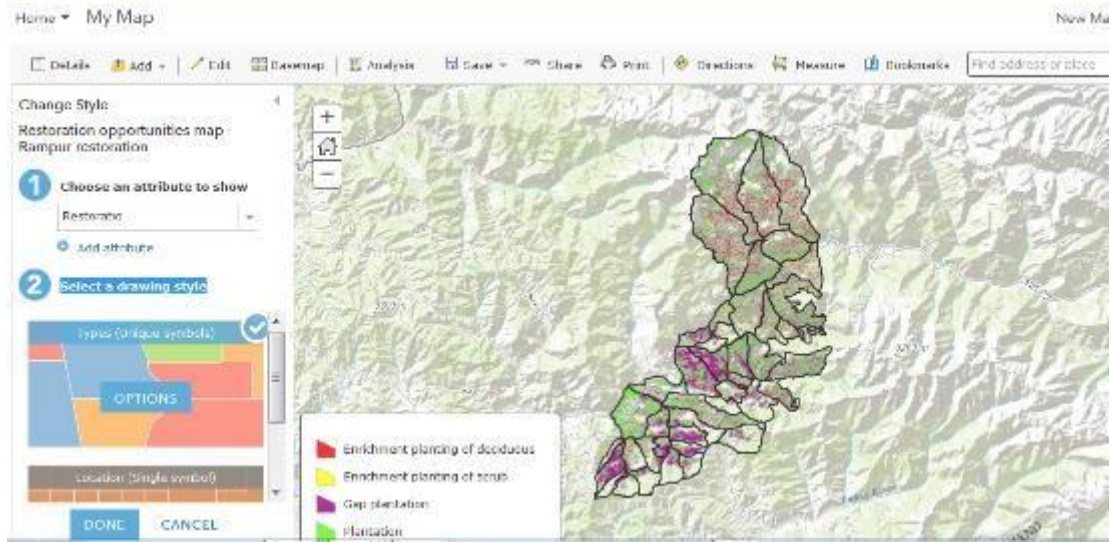 Home My Map
New Ma
Details Add Edit Basemap Analysis Save Share Print Directions Measure Bookmarks Find address or place
Change Style
Restoration opportunities map
Rampur restoration
1 Choose an attribute to show
Restoratio
Add attribute
2 Select a drawing style
Types (Unique symbols)
OPTIONS
Location (Single symbol)
DONE CANCEL
Enrichment planting of deciduous
Enrichment planting of scrub
Gap plantation
Plantation